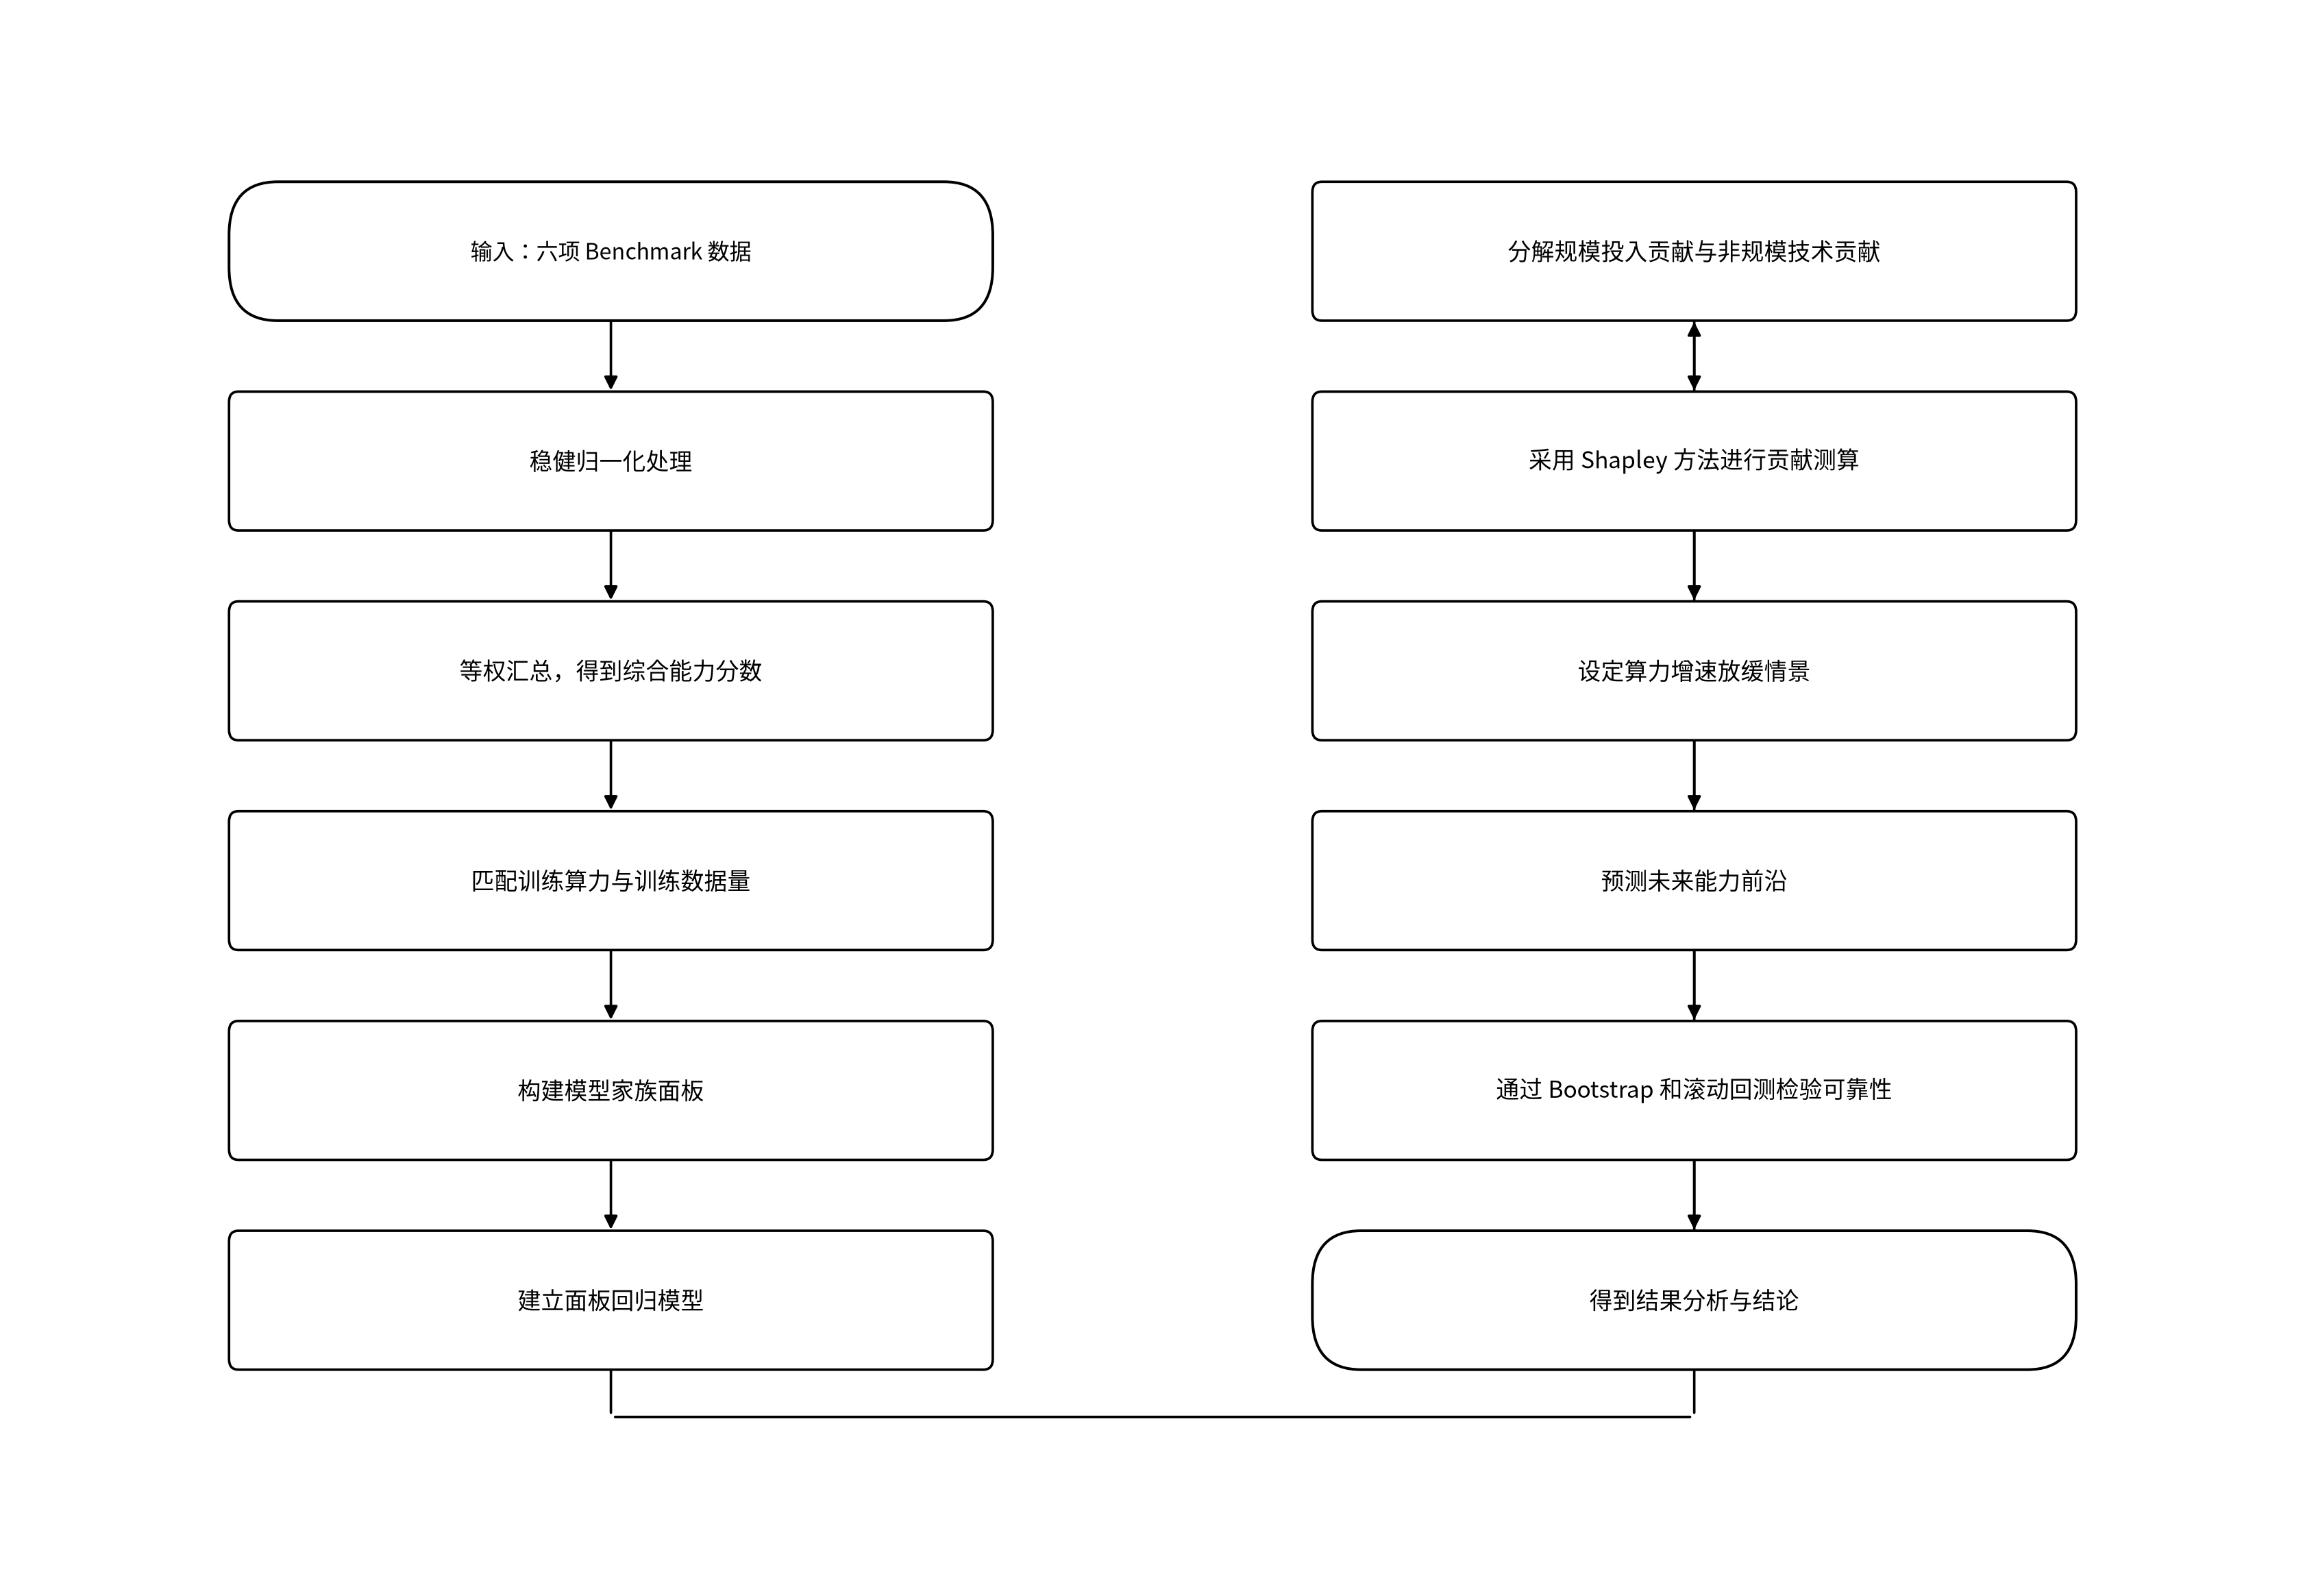 输入：六项 Benchmark 数据
稳健归一化处理
等权汇总，得到综合能力分数
匹配训练算力与训练数据量
构建模型家族面板
建立面板回归模型
分解规模投入贡献与非规模技术贡献
采用 Shapley 方法进行贡献测算
设定算力增速放缓情景
预测未来能力前沿
通过 Bootstrap 和滚动回测检验可靠性
得到结果分析与结论